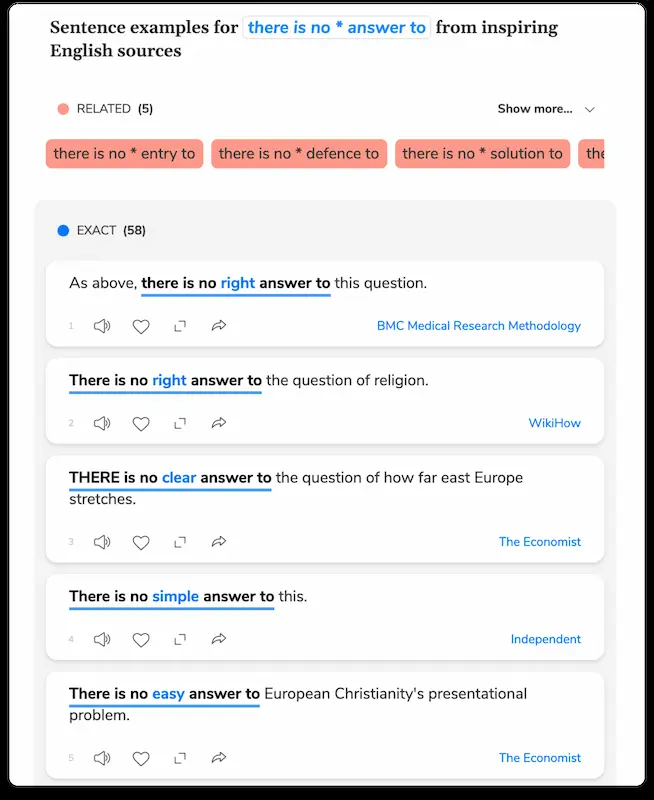 Sentence examples for there is no * answer to from inspiring
English sources
RELATED (5)
Show more...
there is no * entry to
there is no * defence to
there is no * solution to
the
EXACT (58)
As above, there is no right answer to this question.
1
BMC Medical Research Methodology
There is no right answer to the question of religion.
2
WikiHow
THERE is no clear answer to the question of how far east Europe
stretches.
3
The Economist
There is no simple answer to this.
4
Independent
There is no easy answer to European Christianity's presentational
problem.
5
The Economist